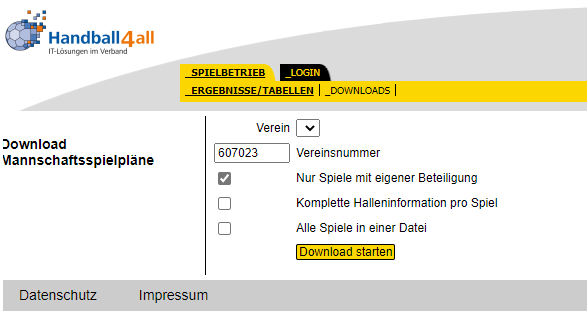 Handball4all
IT-Lösungen im Verband
_SPIELBETRIEB
_LOGIN
_ERGEBNISSE/TABELLEN | _DOWNLOADS |
Download
Mannschaftsspielpläne
Verein
607023 Vereinsnummer
Nur Spiele mit eigener Beteiligung
Komplette Halleninformation pro Spiel
Alle Spiele in einer Datei
Download starten
Datenschutz Impressum